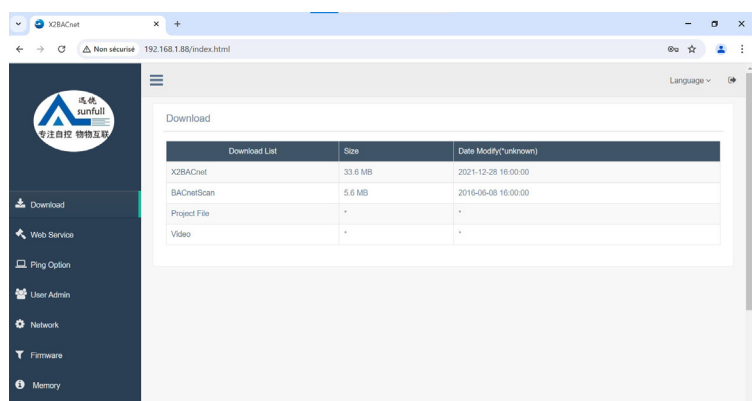 X2BACnet
Non sécurisé 192.168.1.88/index.html
Language
迅饶
sunfull
专注自控 物物互联
Download
Download List Size Date Modify(*unknown)
X2BACnet 33.6 MB 2021-12-28 16:00:00
BACnetScan 5.6 MB 2016-06-08 16:00:00
Project File * *
Video * *
Download
Web Service
Ping Option
User Admin
Network
Firmware
Memory